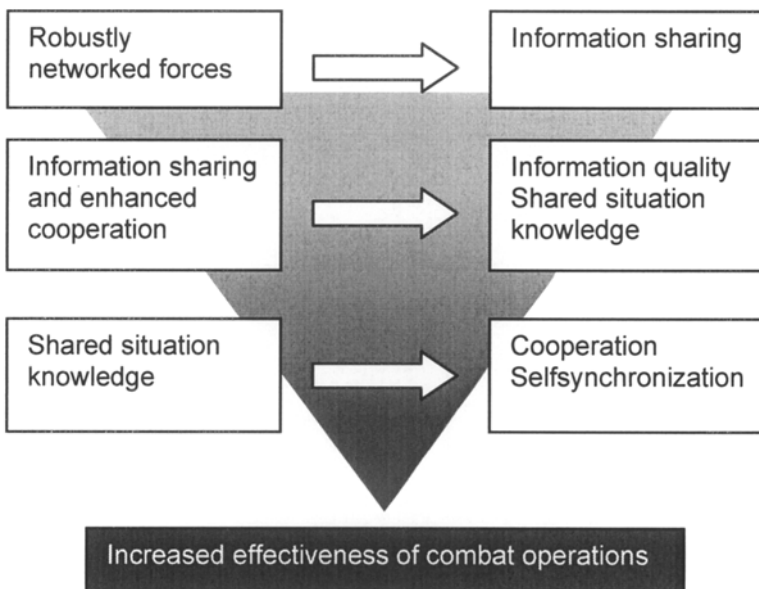 Robustly
networked forces
Information sharing
Information sharing
and enhanced
cooperation
Information quality
Shared situation
knowledge
Shared situation
knowledge
Cooperation
Selfsynchronization
Increased effectiveness of combat operations